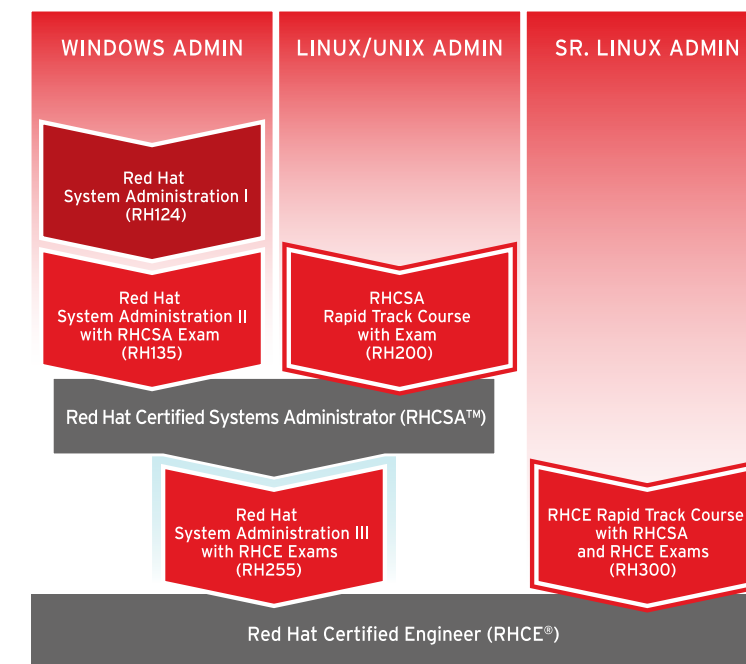 WINDOWS ADMIN
LINUX/UNIX ADMIN
SR. LINUX ADMIN
Red Hat
System Administration I
(RH124)
Red Hat
System Administration II
with RHCSA Exam
(RH135)
RHCSA
Rapid Track Course
with Exam
(RH200)
Red Hat Certified Systems Administrator (RHCSA™)
Red Hat
System Administration III
with RHCE Exams
(RH255)
RHCE Rapid Track Course
with RHCSA
and RHCE Exams
(RH300)
Red Hat Certified Engineer (RHCE®)